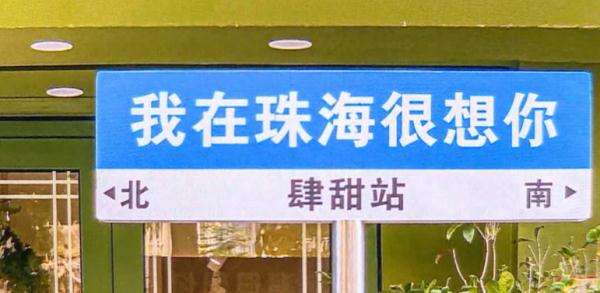 我在珠海很想你
北 肆甜站 南